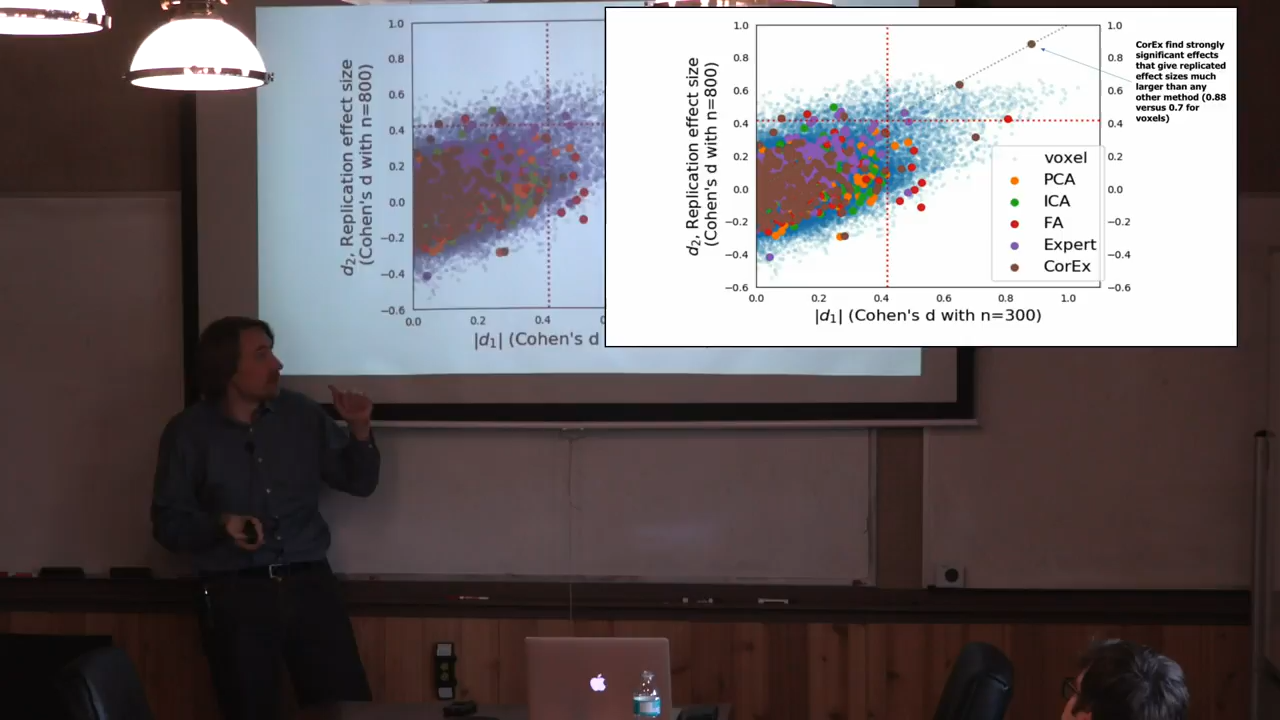 1.0
0.8
0.6
0.4
0.2
0.0
−0.2
−0.4
−0.6
d₂, Replication effect size
(Cohen's d with n=800)
0.0 0.2 0.4
|d₁| (Cohen's d
1.0
0.8
0.6
0.4
0.2
0.0
−0.2
−0.4
−0.6
d₂, Replication effect size
(Cohen's d with n=800)
0.0 0.2 0.4 0.6 0.8 1.0
|d₁| (Cohen's d with n=300)
voxel
PCA
ICA
FA
Expert
CorEx
1.0
0.8
0.6
0.4
0.2
0.0
−0.2
−0.4
−0.6
CorEx find strongly
significant effects
that give replicated
effect sizes much
larger than any
other method (0.88
versus 0.7 for
voxels)